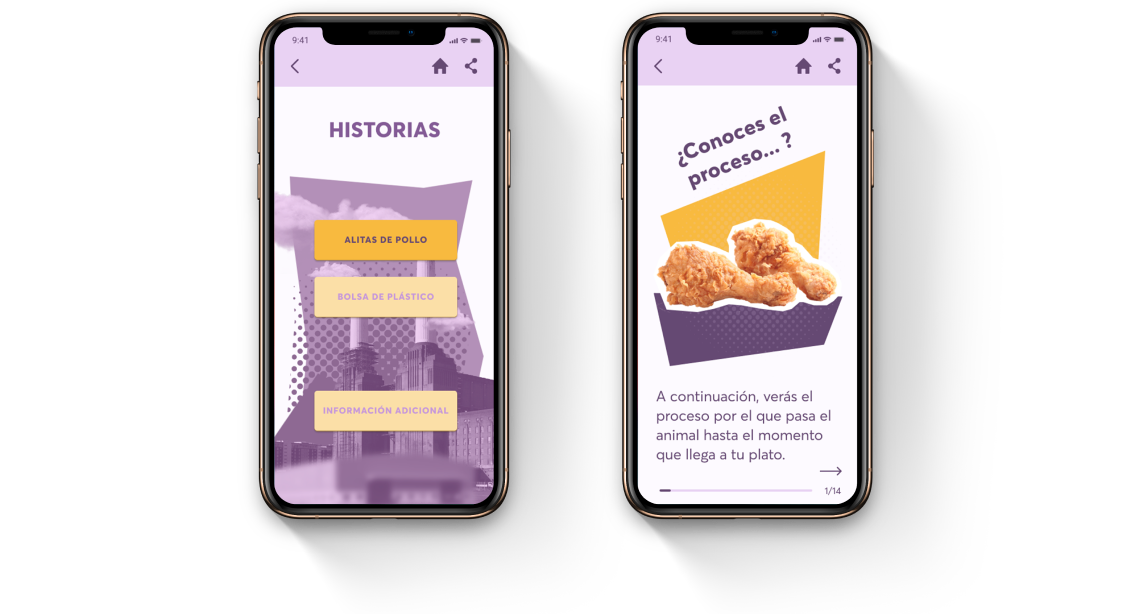 9:41
HISTORIAS
ALITAS DE POLLO
BOLSA DE PLÁSTICO
INFORMACIÓN ADICIONAL
9:41
¿Conoces el
proceso... ?
A continuación, verás el
proceso por el que pasa el
animal hasta el momento
que llega a tu plato.
1/14